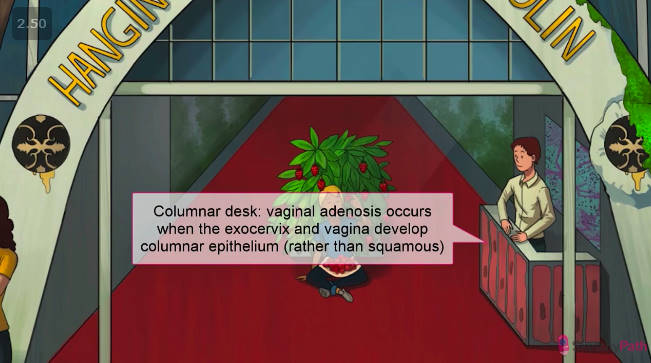 2.50
HANGIN
OLIN
Columnar desk: vaginal adenosis occurs
when the exocervix and vagina develop
columnar epithelium (rather than squamous)
Path